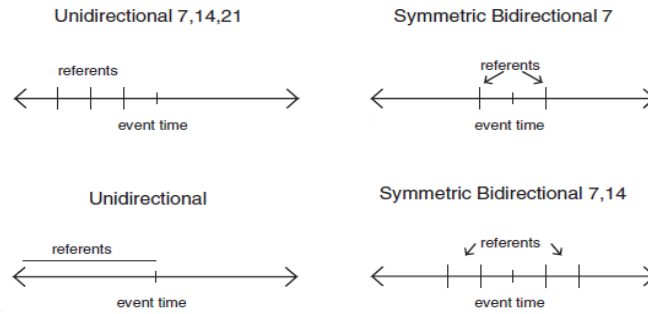 Unidirectional 7,14,21
referents
event time
Symmetric Bidirectional 7
referents
event time
Unidirectional
referents
event time
Symmetric Bidirectional 7,14
referents
event time